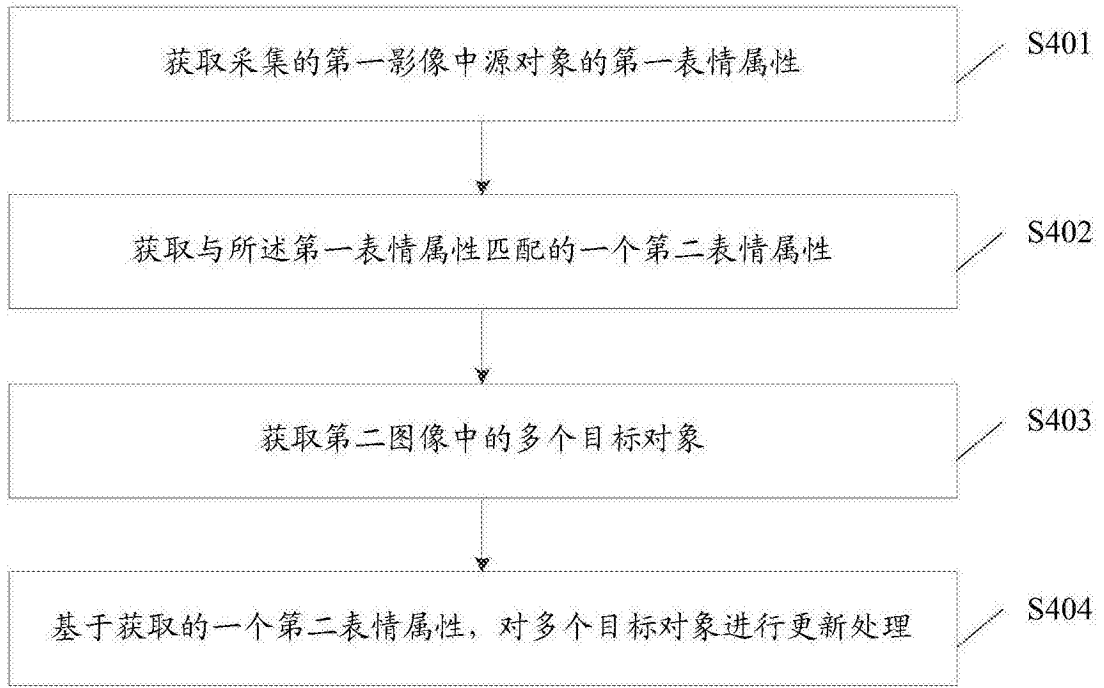 获取采集的第一影像中源对象的第一表情属性
S401
获取与所述第一表情属性匹配的一个第二表情属性
S402
获取第二图像中的多个目标对象
S403
基于获取的一个第二表情属性，对多个目标对象进行更新处理
S404